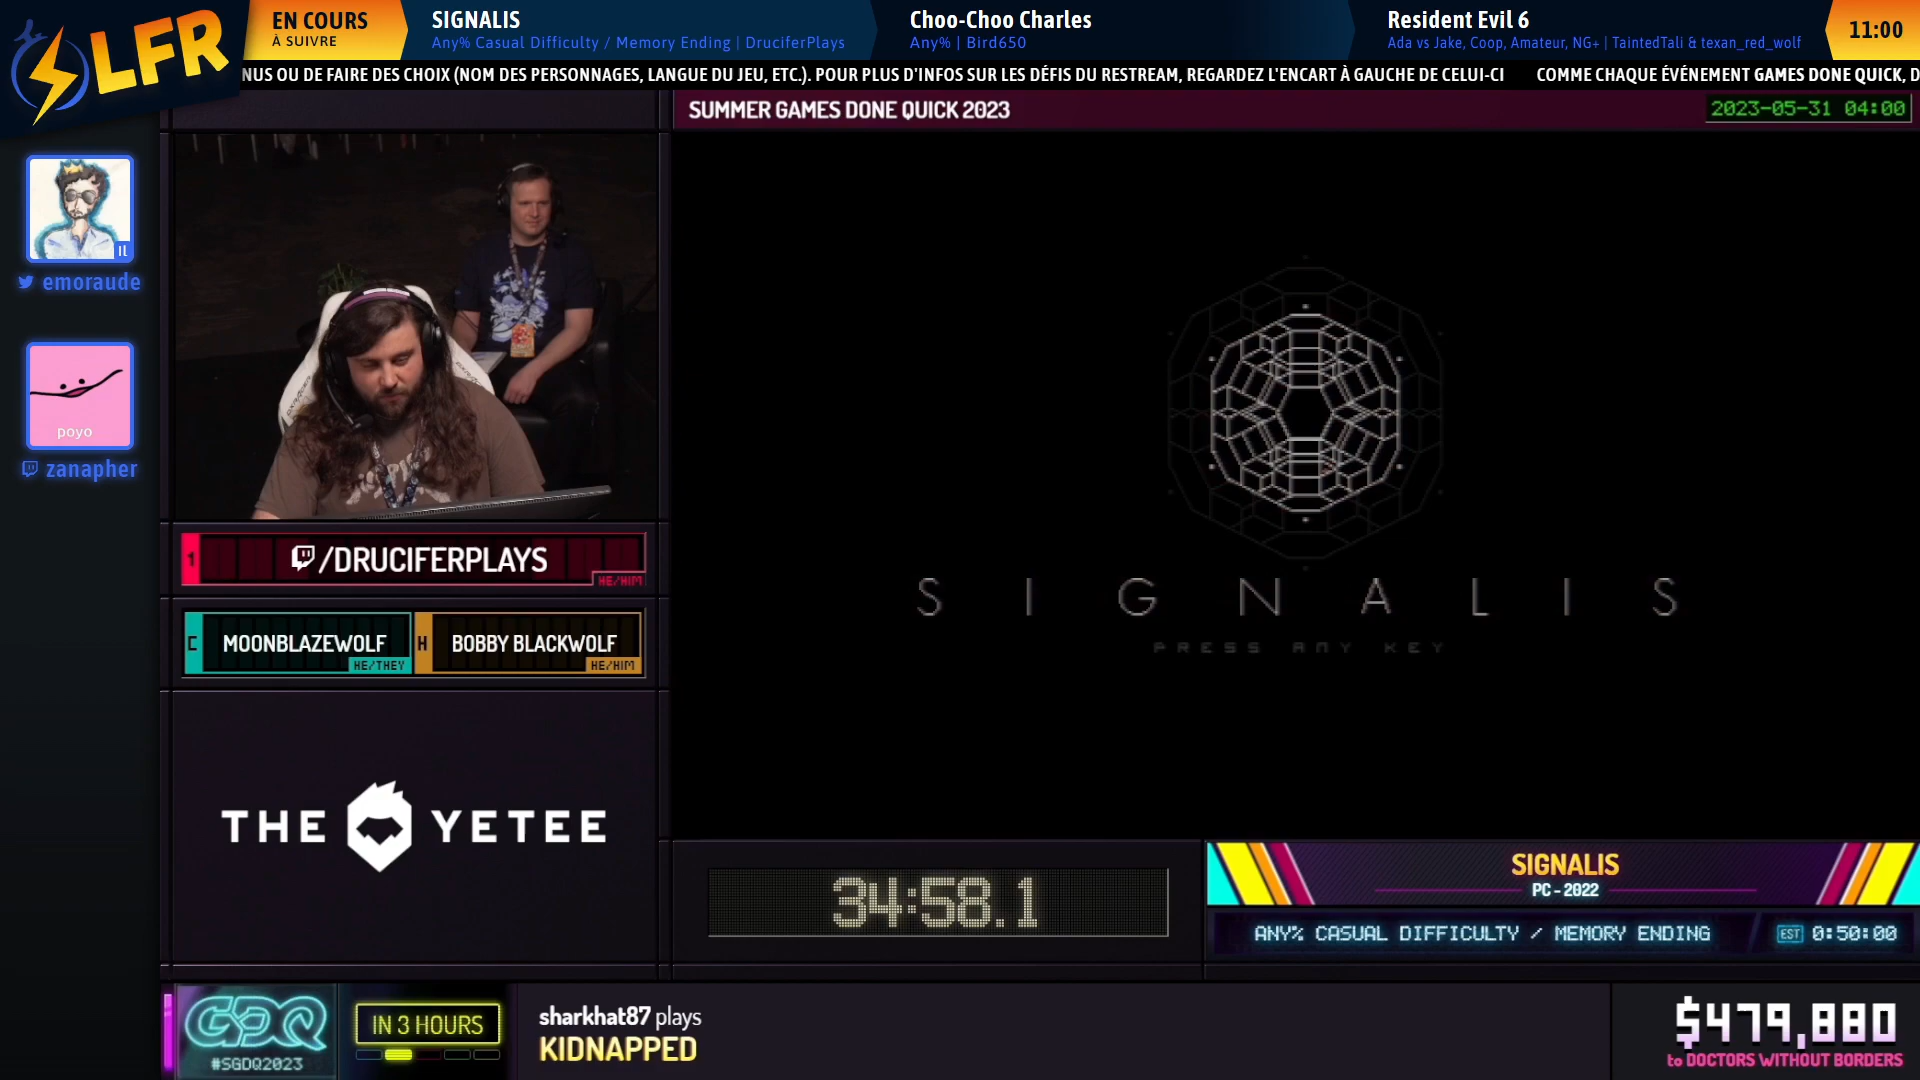 LFR
EN COURS
À SUIVRE
SIGNALIS
Any% Casual Difficulty / Memory Ending | DruciferPlays
Choo-Choo Charles
Any% | Bird650
Resident Evil 6
Ada vs Jake, Coop, Amateur, NG+ | TaintedTali & texan_red_wolf
11:00
NUS OU DE FAIRE DES CHOIX (NOM DES PERSONNAGES, LANGUE DU JEU, ETC.). POUR PLUS D'INFOS SUR LES DÉFIS DU RESTREAM, REGARDEZ L'ENCART À GAUCHE DE CELUI-CI COMME CHAQUE ÉVÉNEMENT GAMES DONE QUICK, D
SUMMER GAMES DONE QUICK 2023
2023-05-31 04:00
Il
emoraude
poyo
zanapher
1
/DRUCIFERPLAYS
HE/HIM
C
MOONBLAZEWOLF
HE/THEY
H
BOBBY BLACKWOLF
HE/HIM
THE YETEE
SIGNALIS
PRESS ANY KEY
34:58.1
SIGNALIS
PC - 2022
ANY% CASUAL DIFFICULTY / MEMORY ENDING
EST 0:50:00
GDQ
#SGDQ2023
IN 3 HOURS
sharkhat87 plays
KIDNAPPED
$479,880
to DOCTORS WITHOUT BORDERS